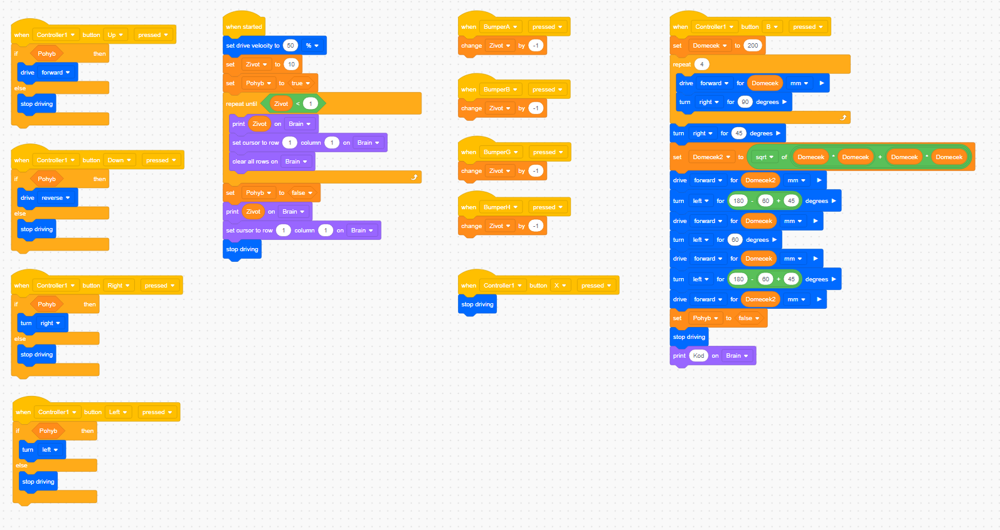 when Controller1 button Up pressed
if Pohyb then
drive forward
else
stop driving
when Controller1 button Down pressed
if Pohyb then
drive reverse
else
stop driving
when Controller1 button Right pressed
if Pohyb then
turn right
else
stop driving
when Controller1 button Left pressed
if Pohyb then
turn left
else
stop driving
when started
set drive velocity to 50 %
set Zivot to 10
set Pohyb to true
repeat until Zivot < 1
print Zivot on Brain
set cursor to row 1 column 1 on Brain
clear all rows on Brain
set Pohyb to false
print Zivot on Brain
set cursor to row 1 column 1 on Brain
stop driving
when BumperA pressed
change Zivot by -1
when BumperB pressed
change Zivot by -1
when BumperG pressed
change Zivot by -1
when BumperH pressed
change Zivot by -1
when Controller1 button X pressed
stop driving
when Controller1 button B pressed
set Domecek to 200
repeat 4
drive forward for Domecek mm
turn right for 90 degrees
turn right for 45 degrees
set Domecek2 to sqrt of Domecek * Domecek + Domecek * Domecek
drive forward for Domecek2 mm
turn left for 180 - 60 + 45 degrees
drive forward for Domecek mm
turn left for 60 degrees
drive forward for Domecek mm
turn left for 180 - 60 + 45 degrees
drive forward for Domecek2 mm
set Pohyb to false
stop driving
print Kod on Brain